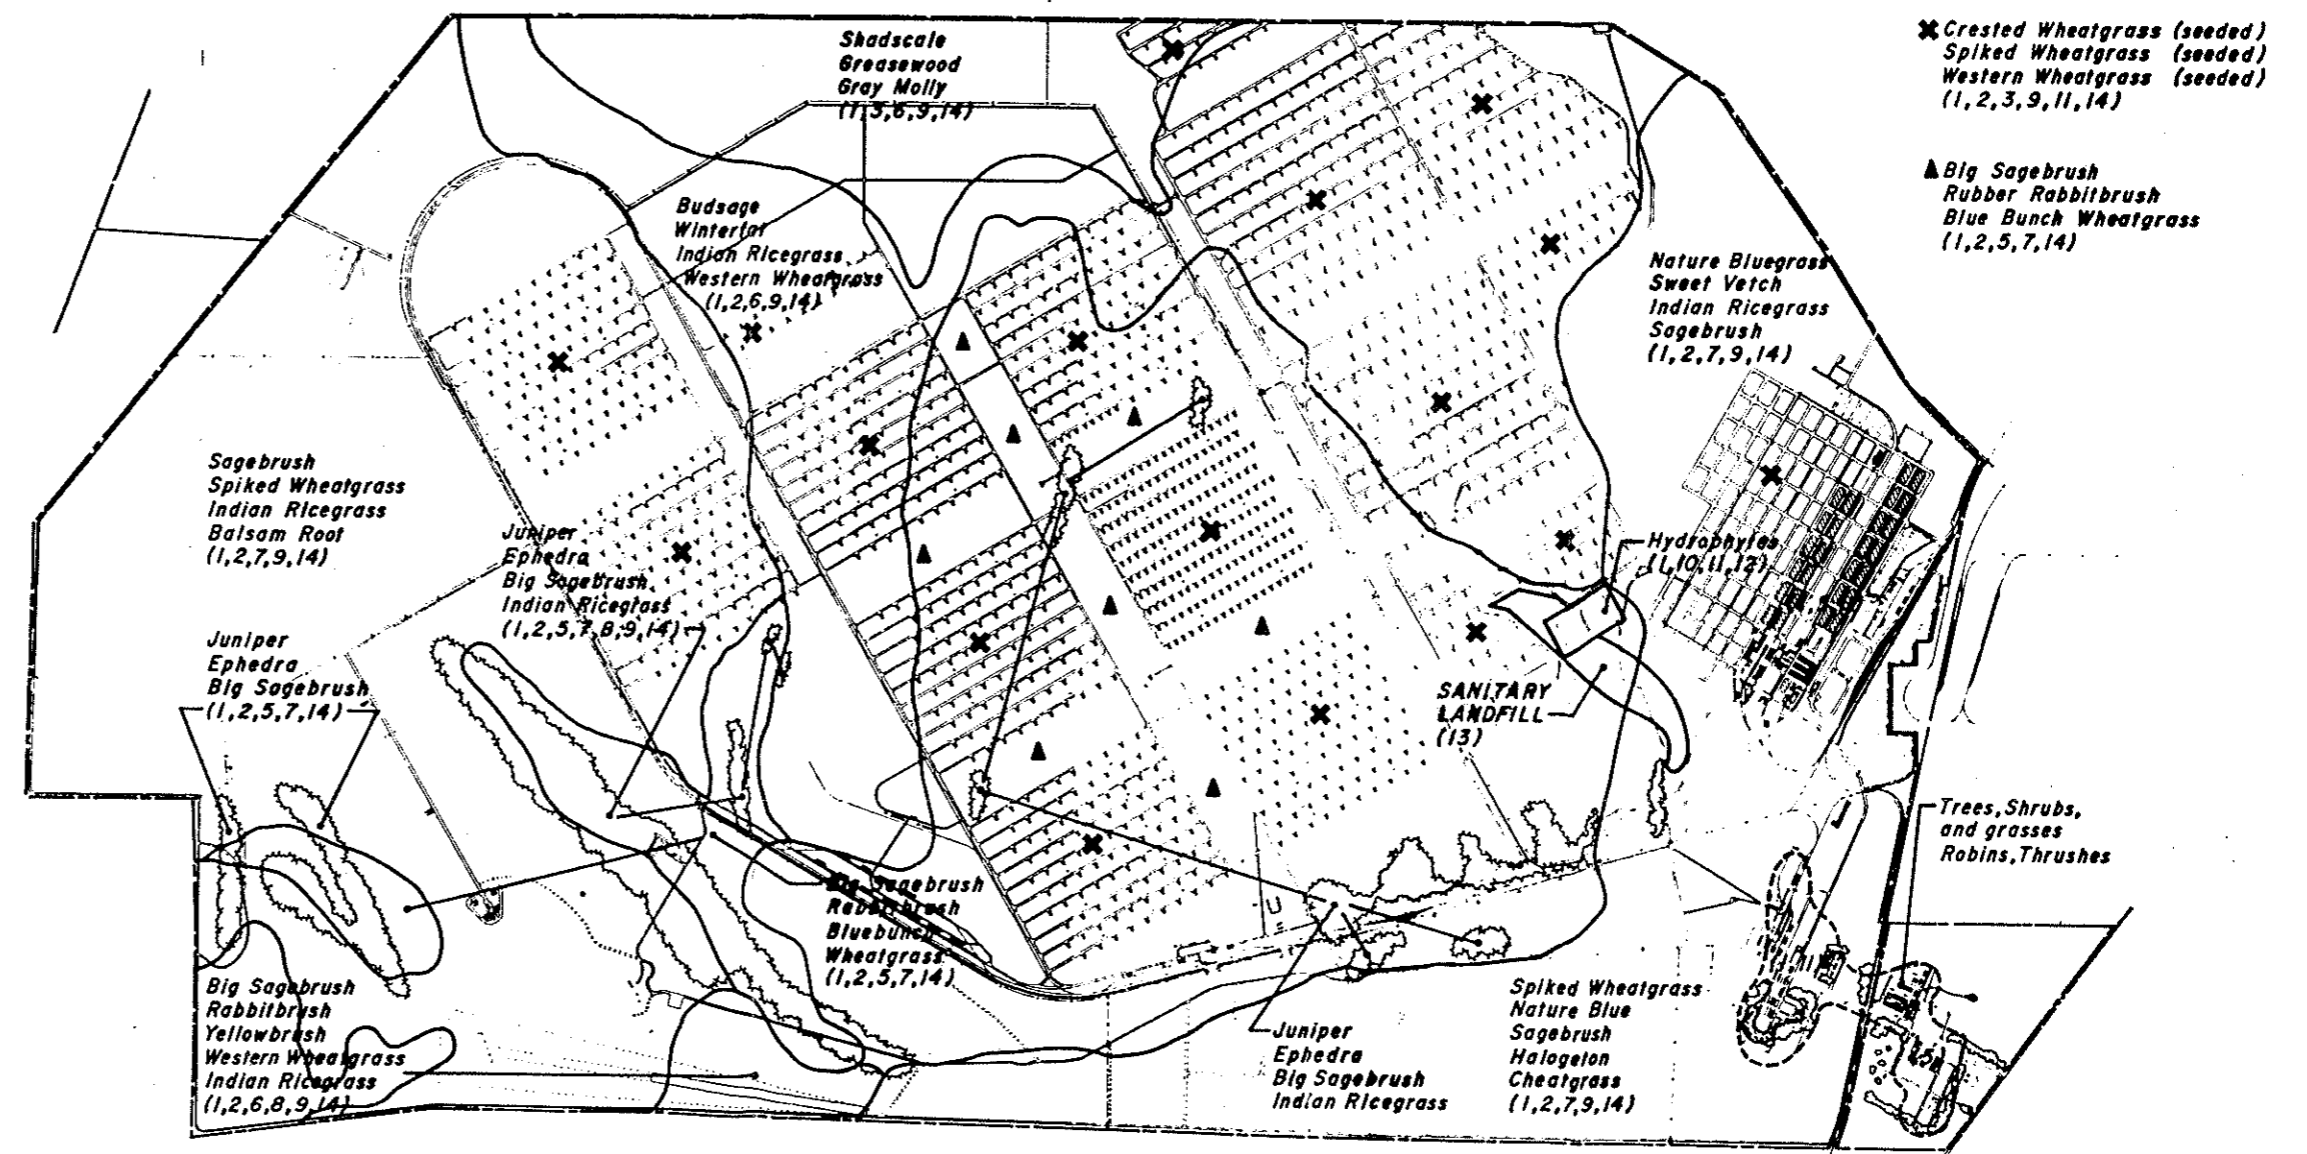 Shadscale
Greasewood
Gray Molly
(1,3,6,9,14)
Crested Wheatgrass (seeded)
Spiked Wheatgrass (seeded)
Western Wheatgrass (seeded)
(1,2,3,9,11,14)
Big Sagebrush
Rubber Rabbitbrush
Blue Bunch Wheatgrass
(1,2,5,7,14)
Budsage
Winterfat
Indian Ricegrass
Western Wheatgrass
(1,2,6,9,14)
Nature Bluegrass
Sweet Vetch
Indian Ricegrass
Sagebrush
(1,2,7,9,14)
Sagebrush
Spiked Wheatgrass
Indian Ricegrass
Balsam Root
(1,2,7,9,14)
Juniper
Ephedra
Big Sagebrush
Indian Ricegrass
(1,2,5,7,8,9,14)
Hydrophytes
(1,10,11,12)
Juniper
Ephedra
Big Sagebrush
(1,2,5,7,14)
SANITARY
LANDFILL
(13)
Trees, Shrubs,
and grasses
Robins, Thrushes
Big Sagebrush
Rabbitbrush
Bluebunch
Wheatgrass
(1,2,5,7,14)
Big Sagebrush
Rabbitbrush
Yellowbrush
Western Wheatgrass
Indian Ricegrass
(1,2,6,8,9,14)
Juniper
Ephedra
Big Sagebrush
Indian Ricegrass
Spiked Wheatgrass
Nature Blue
Sagebrush
Halogeton
Cheatgrass
(1,2,7,9,14)